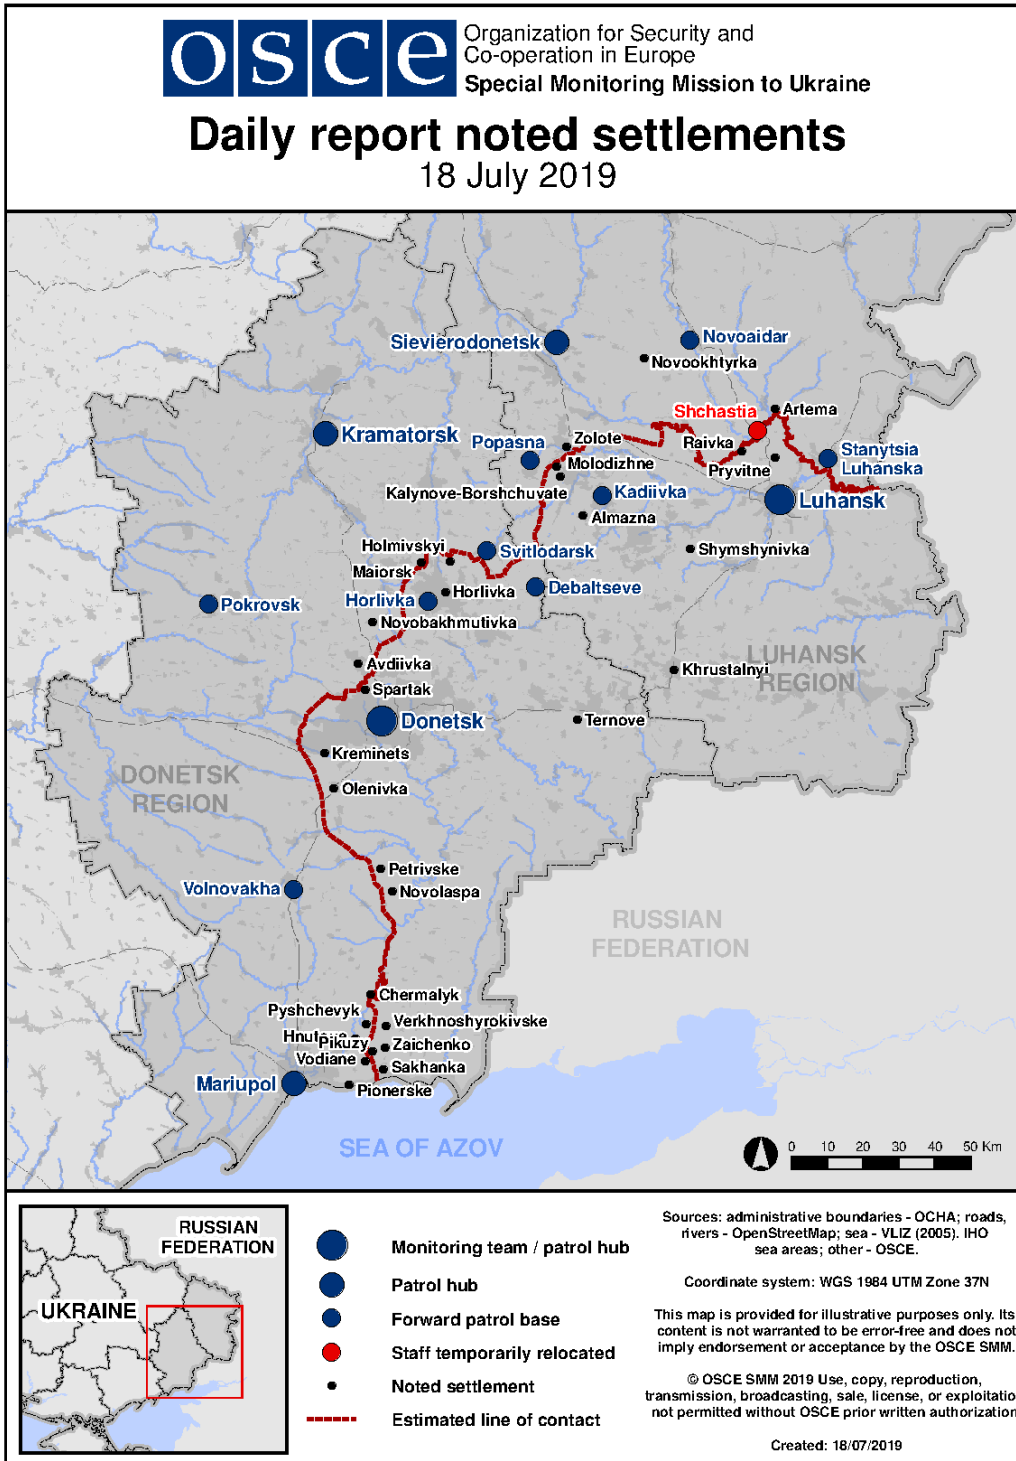 osce
Organization for Security and
Co-operation in Europe
Special Monitoring Mission to Ukraine
Daily report noted settlements
18 July 2019
Sievierodonetsk
Novoaidar
Novookhtyrka
Shchastia
Artema
Kramatorsk
Popasna
Zolote
Raivka
Stanytsia
Luhanska
Molodizhne
Pryvitne
Kalynove-Borshchuvate
Kadiivka
Luhansk
Almazna
Holmivskyi
Svitlodarsk
Shymshynivka
Maiorsk
Debaltseve
Horlivka
Horlivka
Pokrovsk
Novobakhmutivka
Avdiivka
LUHANSK
REGION
Khrustalnyi
Spartak
Donetsk
Ternove
Kreminets
DONETSK
REGION
Olenivka
Petrivske
Volnovakha
Novolaspa
RUSSIAN
FEDERATION
Chermalyk
Pyshchevyk
Verkhnoshyrokivske
Pikuzy
Zaichenko
Vodiane
Sakhanka
Mariupol
Pionerske
SEA OF AZOV
0 10 20 30 40 50 Km
RUSSIAN
FEDERATION
UKRAINE
Monitoring team / patrol hub
Patrol hub
Forward patrol base
Staff temporarily relocated
Noted settlement
Estimated line of contact
Sources: administrative boundaries - OCHA; roads,
rivers - OpenStreetMap; sea - VLIZ (2005). IHO
sea areas; other - OSCE.
Coordinate system: WGS 1984 UTM Zone 37N
This map is provided for illustrative purposes only. Its
content is not warranted to be error-free and does not
imply endorsement or acceptance by the OSCE SMM.
© OSCE SMM 2019 Use, copy, reproduction,
transmission, broadcasting, sale, license, or exploitatio
not permitted without OSCE prior written authorization
Created: 18/07/2019